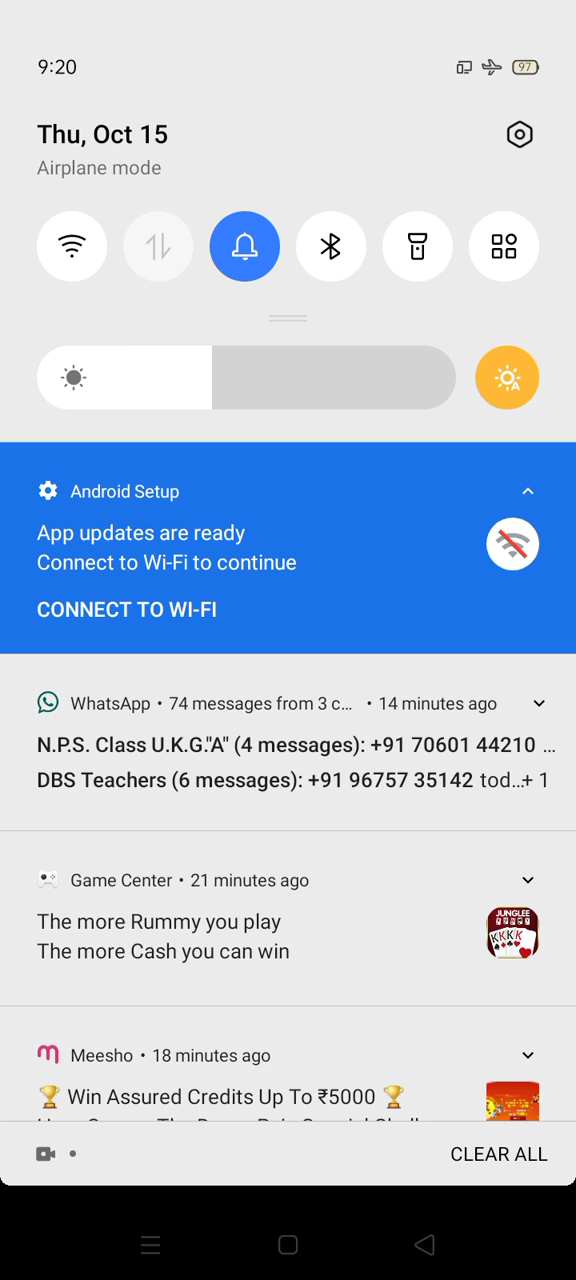 9:20
97
Thu, Oct 15
Airplane mode
A
Android Setup
App updates are ready
Connect to Wi-Fi to continue
CONNECT TO WI-FI
WhatsApp • 74 messages from 3 c... • 14 minutes ago
N.P.S. Class U.K.G."A" (4 messages): +91 70601 44210 ...
DBS Teachers (6 messages): +91 96757 35142 tod...+ 1
Game Center • 21 minutes ago
The more Rummy you play
The more Cash you can win
JUNGLEE
KKKK
Meesho • 18 minutes ago
🏆 Win Assured Credits Up To ₹5000 🏆
CLEAR ALL